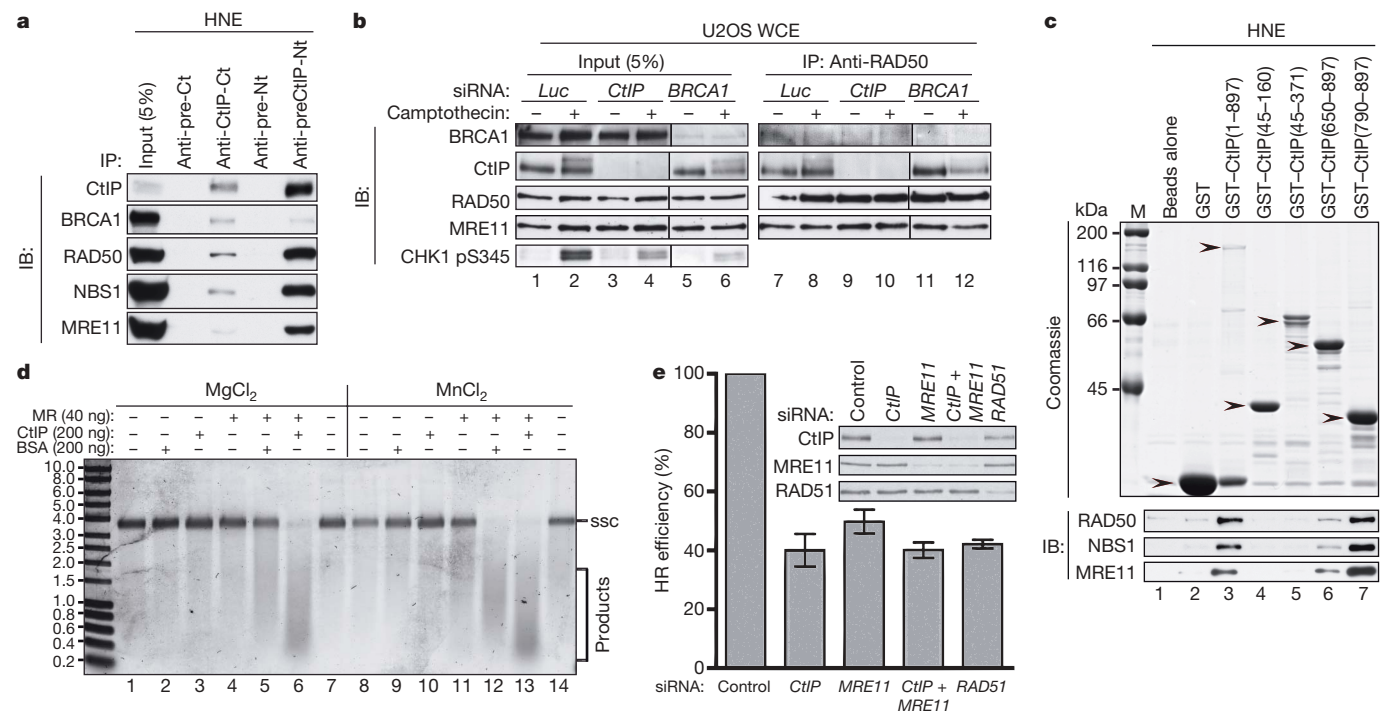 a
HNE
IP:
Input (5%)
Anti-pre-Ct
Anti-CtIP-Ct
Anti-pre-Nt
Anti-preCtIP-Nt
IB:
CtIP
BRCA1
RAD50
NBS1
MRE11
b
U2OS WCE
Input (5%)
IP: Anti-RAD50
siRNA: Luc CtIP BRCA1 Luc CtIP BRCA1
Camptothecin: – + – + – + – + – + – +
IB:
BRCA1
CtIP
RAD50
MRE11
CHK1 pS345
1 2 3 4 5 6 7 8 9 10 11 12
c
HNE
kDa
M
Beads alone
GST
GST–CtIP(1–897)
GST–CtIP(45–160)
GST–CtIP(45–371)
GST–CtIP(650–897)
GST–CtIP(790–897)
Coomassie
200
116
97
66
45
IB:
RAD50
NBS1
MRE11
1 2 3 4 5 6 7
d
MgCl2 MnCl2
MR (40 ng): – – – + + + – – – – + + + –
CtIP (200 ng): – – + – – + – – – + – – + –
BSA (200 ng): – + – – + – – – + – – + – –
10.0
8.0
6.0
5.0
4.0
3.0
2.5
2.0
1.5
1.0
0.8
0.6
0.4
0.2
ssc
Products
1 2 3 4 5 6 7 8 9 10 11 12 13 14
e
HR efficiency (%)
100
80
60
40
20
0
siRNA:
Control
CtIP
MRE11
CtIP +
MRE11
RAD51
CtIP
MRE11
RAD51
siRNA: Control CtIP MRE11 CtIP + RAD51
MRE11